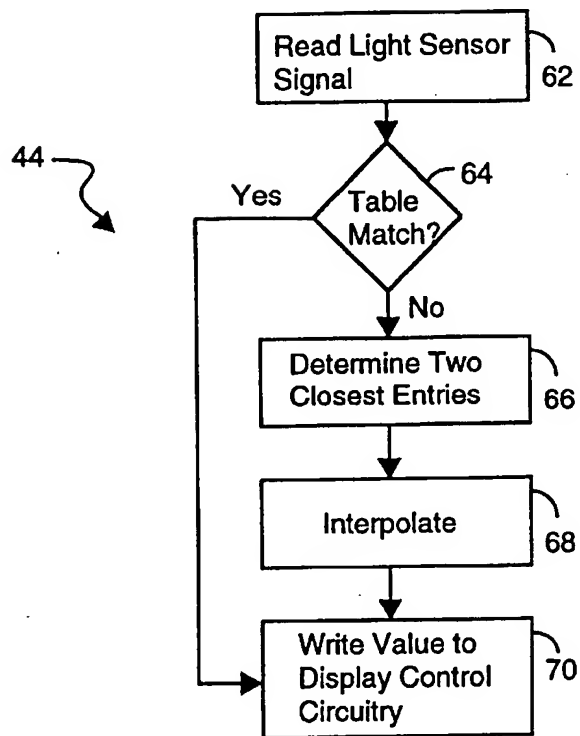 Read Light Sensor
Signal
62
44
64
Yes
Table
Match?
No
Determine Two
Closest Entries
66
Interpolate
68
Write Value to
Display Control
Circuitry
70